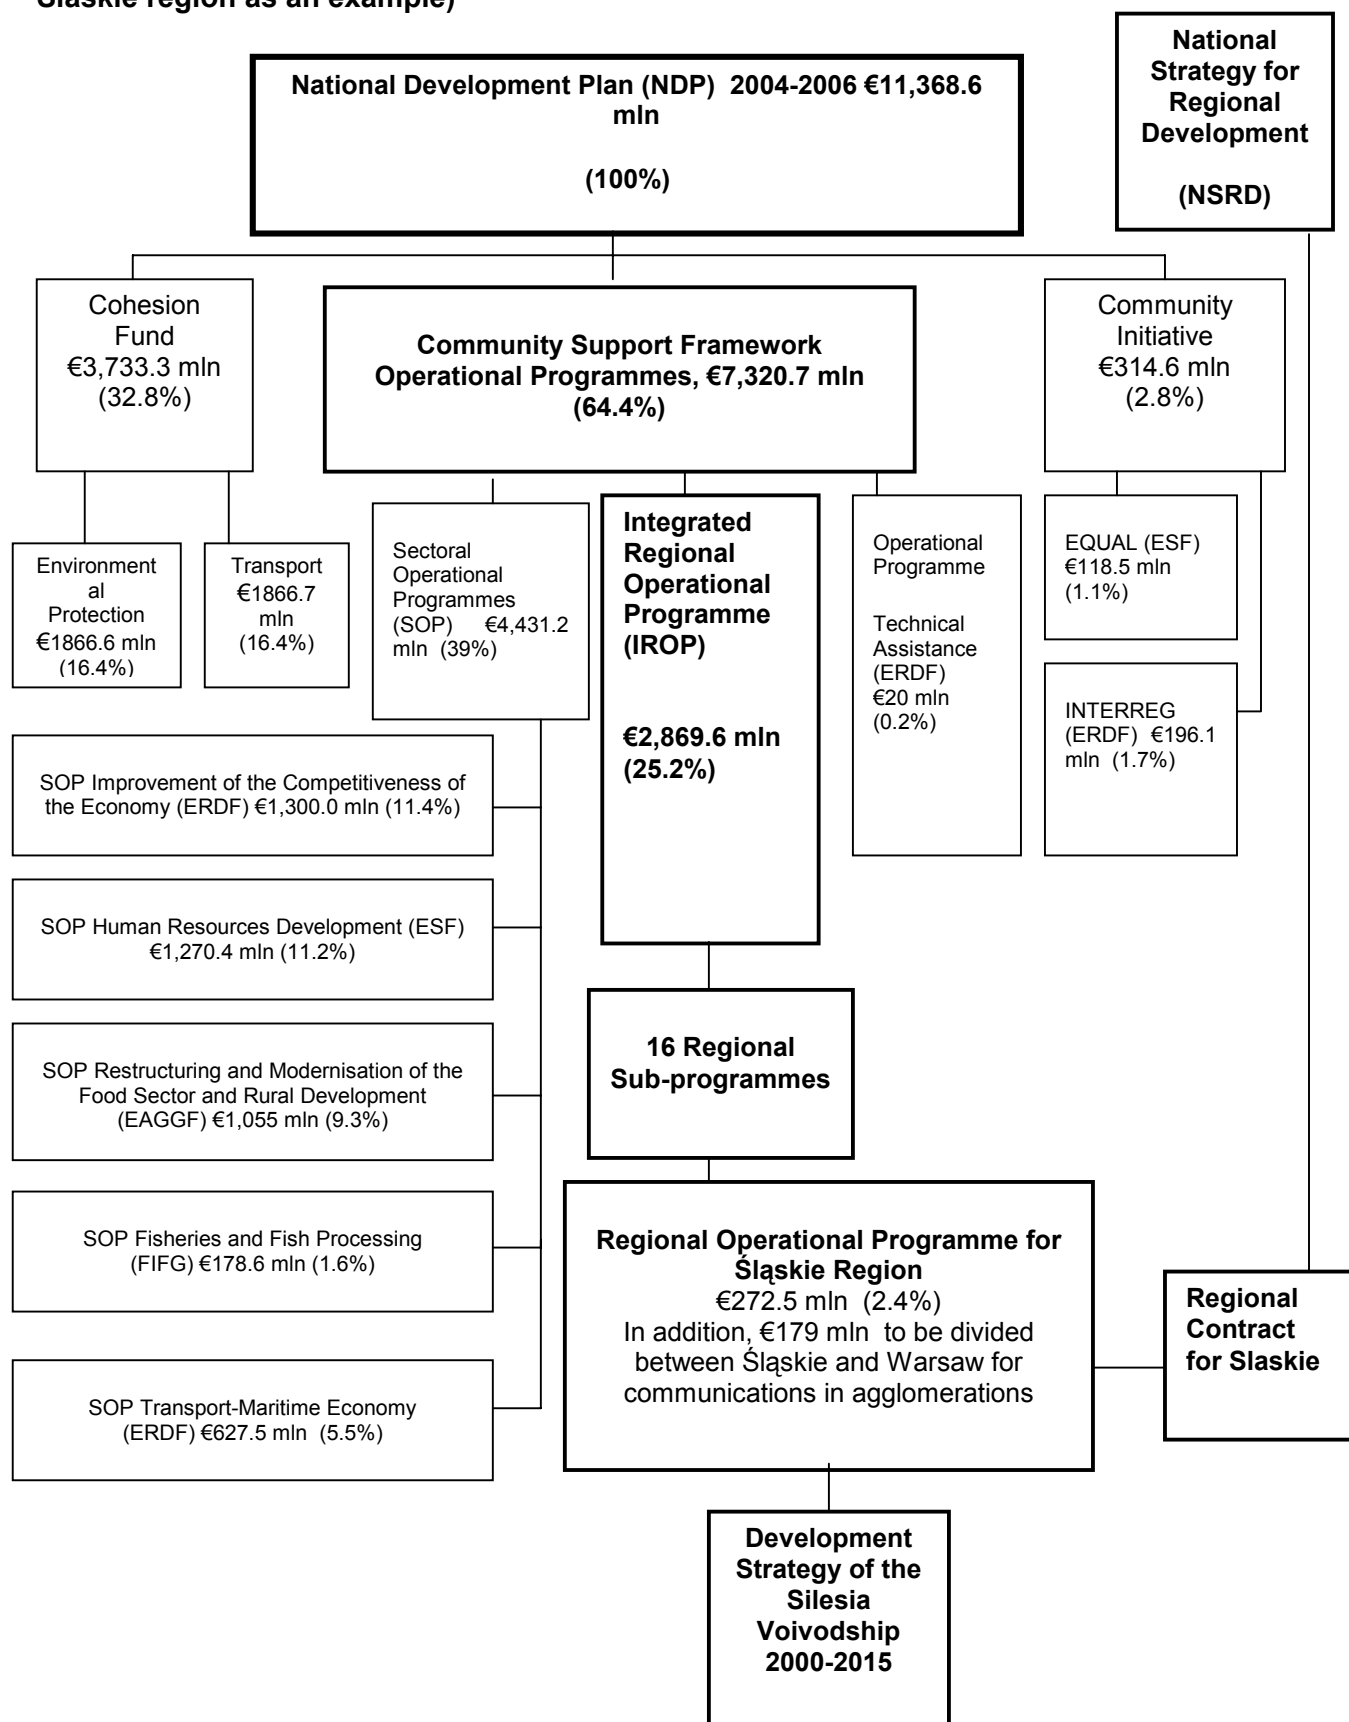 Slaskie region as an example)
National Development Plan (NDP) 2004-2006 €11,368.6
mln
(100%)
National
Strategy for
Regional
Development
(NSRD)
Cohesion
Fund
€3,733.3 mln
(32.8%)
Community Support Framework
Operational Programmes, €7,320.7 mln
(64.4%)
Community
Initiative
€314.6 mln
(2.8%)
Environment
al
Protection
€1866.6 mln
(16.4%)
Transport
€1866.7
mln
(16.4%)
Sectoral
Operational
Programmes
(SOP) €4,431.2
mln (39%)
Integrated
Regional
Operational
Programme
(IROP)
€2,869.6 mln
(25.2%)
Operational
Programme
Technical
Assistance
(ERDF)
€20 mln
(0.2%)
EQUAL (ESF)
€118.5 mln
(1.1%)
INTERREG
(ERDF) €196.1
mln (1.7%)
SOP Improvement of the Competitiveness of
the Economy (ERDF) €1,300.0 mln (11.4%)
SOP Human Resources Development (ESF)
€1,270.4 mln (11.2%)
SOP Restructuring and Modernisation of the
Food Sector and Rural Development
(EAGGF) €1,055 mln (9.3%)
SOP Fisheries and Fish Processing
(FIFG) €178.6 mln (1.6%)
SOP Transport-Maritime Economy
(ERDF) €627.5 mln (5.5%)
16 Regional
Sub-programmes
Regional Operational Programme for
Śląskie Region
€272.5 mln (2.4%)
In addition, €179 mln to be divided
between Śląskie and Warsaw for
communications in agglomerations
Regional
Contract
for Slaskie
Development
Strategy of the
Silesia
Voivodship
2000-2015